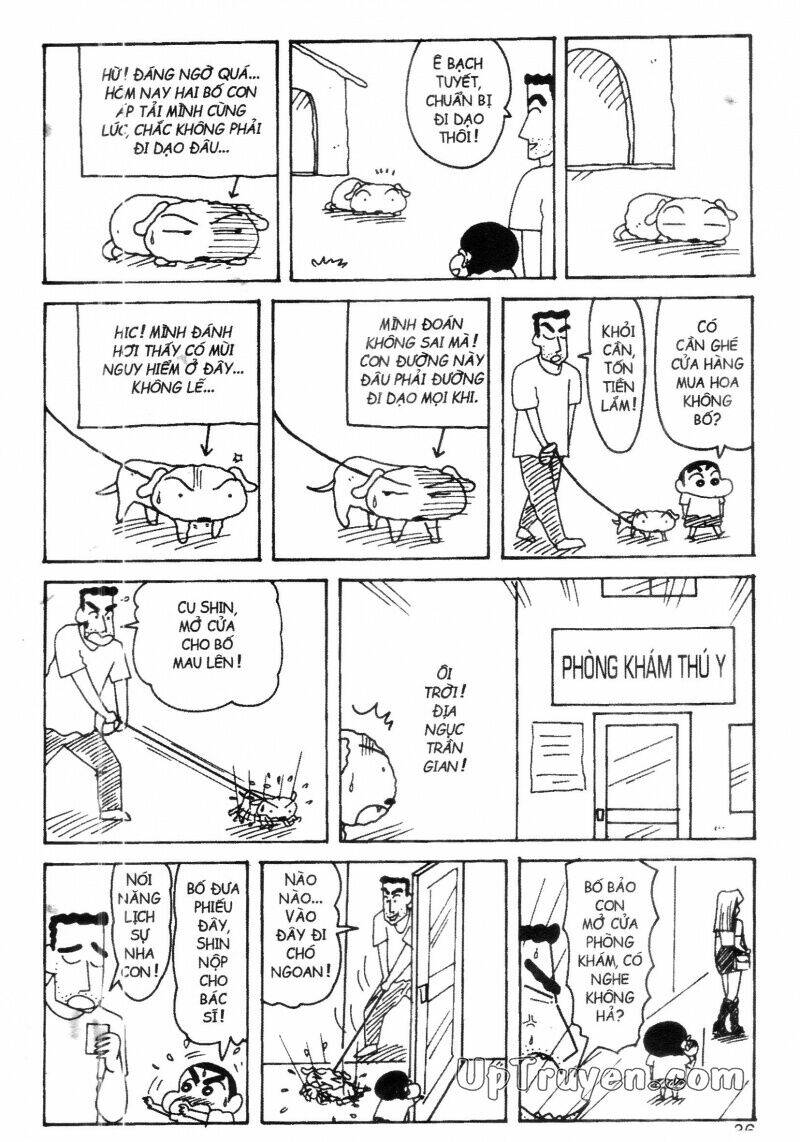 Ê BẠCH
TUYẾT,
CHUẨN BỊ
ĐI DẠO
THÔI!
HỪ! ĐÁNG NGỜ QUÁ...
HÔM NAY HAI BỐ CON
ÁP TẢI MÌNH CÙNG
LÚC, CHẮC KHÔNG PHẢI
ĐI DẠO ĐÂU...
CÓ
CẦN GHÉ
CỬA HÀNG
MUA HOA
KHÔNG
BỐ?
KHỎI
CẦN,
TỐN
TIỀN
LẮM!
MÌNH ĐOÁN
KHÔNG SAI MÀ!
CON ĐƯỜNG NÀY
ĐÂU PHẢI ĐƯỜNG
ĐI DẠO MỌI KHI.
HIC! MÌNH ĐÁNH
HƠI THẤY CÓ MÙI
NGUY HIỂM Ở ĐÂY...
KHÔNG LẼ...
PHÒNG KHÁM THÚ Y
ÔI
TRỜI!
ĐỊA
NGỤC
TRẦN
GIAN!
CU SHIN,
MỞ CỬA
CHO BỐ
MAU LÊN!
BỐ BẢO
CON
MỞ CỬA
PHÒNG
KHÁM, CÓ
NGHE
KHÔNG
HẢ?
NÀO
NÀO...
VÀO
ĐÂY ĐI
CHÓ
NGOAN!
BỐ ĐƯA
PHIẾU
ĐÂY,
SHIN
NỘP
CHO
BÁC
SĨ!
NÓI
NĂNG
LỊCH
SỰ
NHA
CON!
UpTruyen.com